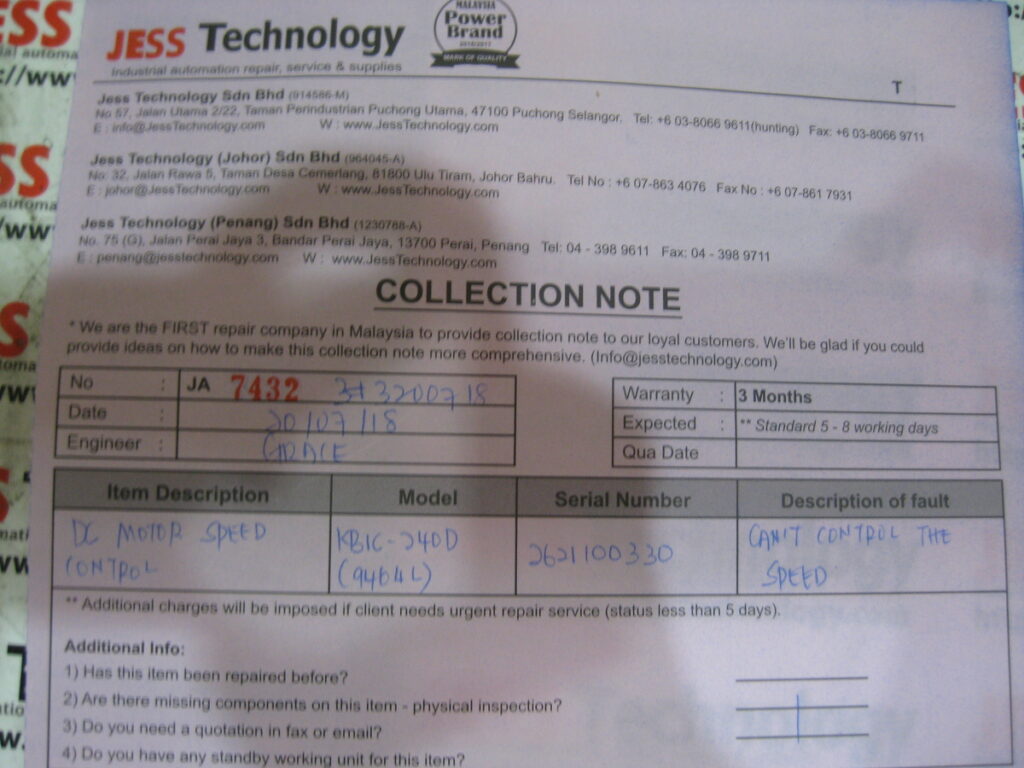 JESS Technology
Industrial automation repair, service & supplies
MALAYSIA
Power
Brand
2016/2017
MARK OF QUALITY
T
Jess Technology Sdn Bhd (914566-M)
No 57, Jalan Utama 2/22, Taman Perindustrian Puchong Utama, 47100 Puchong Selangor. Tel: +6 03-8066 9611(hunting) Fax: +6 03-8066 9711
E : info@JessTechnology.com W : www.JessTechnology.com
Jess Technology (Johor) Sdn Bhd (964045-A)
No: 32, Jalan Rawa 5, Taman Desa Cemerlang, 81800 Ulu Tiram, Johor Bahru. Tel No : +6 07-863 4076 Fax No : +6 07-861 7931
E : johor@JessTechnology.com W : www.JessTechnology.com
Jess Technology (Penang) Sdn Bhd (1230788-A)
No. 75 (G), Jalan Perai Jaya 3, Bandar Perai Jaya, 13700 Perai, Penang Tel: 04 - 398 9611 Fax: 04 - 398 9711
E : penang@jesstechnology.com W : www.JessTechnology.com
COLLECTION NOTE
* We are the FIRST repair company in Malaysia to provide collection note to our loyal customers. We'll be glad if you could
provide ideas on how to make this collection note more comprehensive. (Info@jesstechnology.com)
No : JA 7432
Date : 20/07/18
Engineer : GRACE
Warranty : 3 Months
Expected : ** Standard 5 - 8 working days
Qua Date
Item Description Model Serial Number Description of fault
DC MOTOR SPEED CONTROL KBIC-240D (9464L) 2621100330 CAN'T CONTROL THE SPEED
** Additional charges will be imposed if client needs urgent repair service (status less than 5 days).
Additional Info:
1) Has this item been repaired before?
2) Are there missing components on this item - physical inspection?
3) Do you need a quotation in fax or email?
4) Do you have any standby working unit for this item?